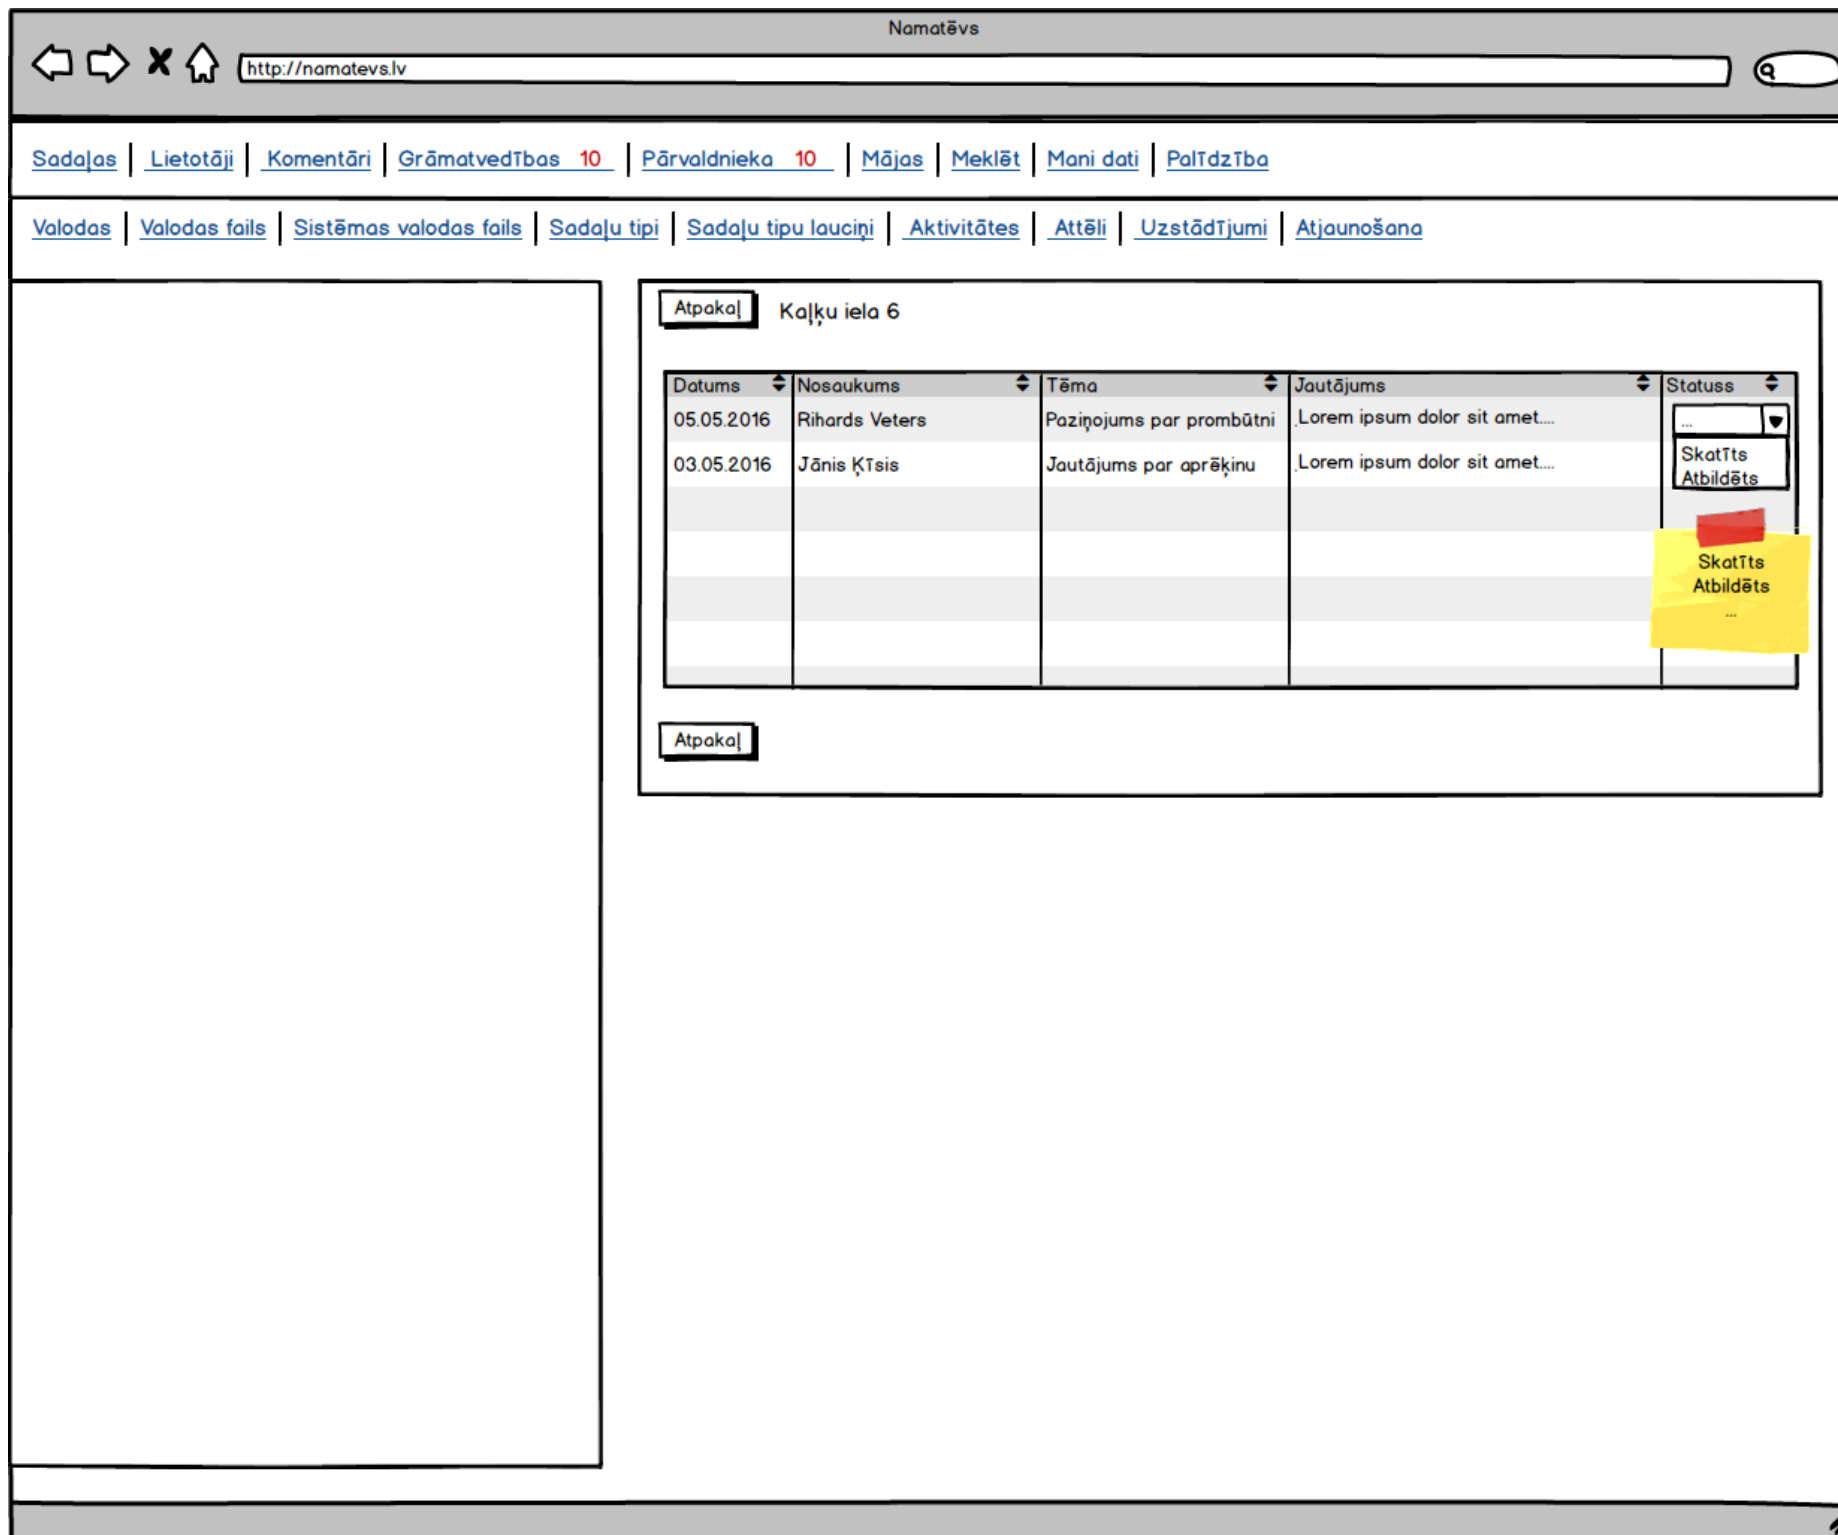 Namatēvs
http://namatevs.lv
Sadaļas Lietotāji Komentāri Grāmatvedības 10 Pārvaldnieka 10 Mājas Meklēt Mani dati Palīdzība
Valodas Valodas fails Sistēmas valodas fails Sadaļu tipi Sadaļu tipu lauciņi Aktivitātes Attēli Uzstādījumi Atjaunošana
Atpakaļ Kaļķu iela 6
Datums Nosaukums Tēma Jautājums Statuss
05.05.2016 Rihards Veters Paziņojums par prombūtni Lorem ipsum dolor sit amet.... ...
03.05.2016 Jānis Ķīsis Jautājums par aprēķinu Lorem ipsum dolor sit amet....
Skatīts
Atbildēts
Skatīts
Atbildēts
...
Atpakaļ